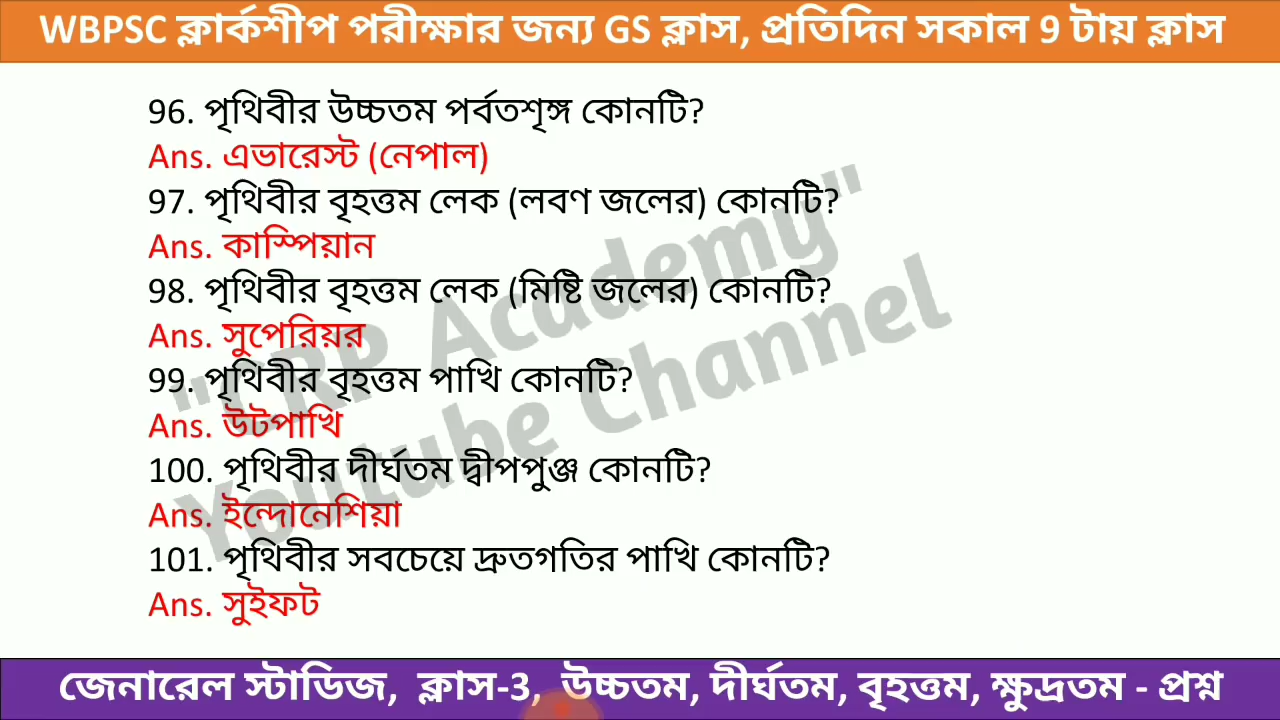 WBPSC ক্লার্কশীপ পরীক্ষার জন্য GS ক্লাস, প্রতিদিন সকাল 9 টায় ক্লাস
96. পৃথিবীর উচ্চতম পর্বতশৃঙ্গ কোনটি?
Ans. এভারেস্ট (নেপাল)
97. পৃথিবীর বৃহত্তম লেক (লবণ জলের) কোনটি?
Ans. কাস্পিয়ান
98. পৃথিবীর বৃহত্তম লেক (মিষ্টি জলের) কোনটি?
Ans. সুপেরিয়র
99. পৃথিবীর বৃহত্তম পাখি কোনটি?
Ans. উটপাখি
100. পৃথিবীর দীর্ঘতম দ্বীপপুঞ্জ কোনটি?
Ans. ইন্দোনেশিয়া
101. পৃথিবীর সবচেয়ে দ্রুতগতির পাখি কোনটি?
Ans. সুইফট
"CRP Academy"
Youtube Channel
জেনারেল স্টাডিজ, ক্লাস-3, উচ্চতম, দীর্ঘতম, বৃহত্তম, ক্ষুদ্রতম - প্রশ্ন